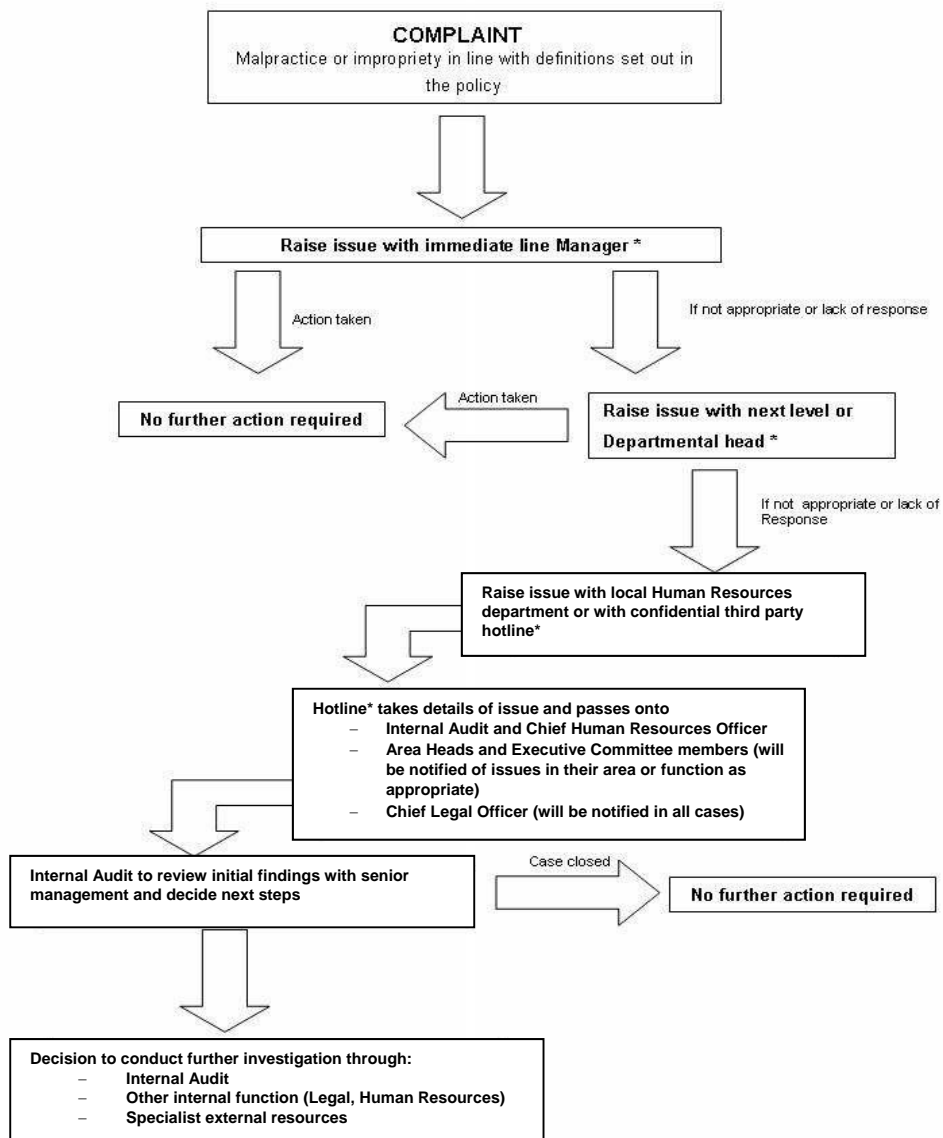 COMPLAINT
Malpractice or impropriety in line with definitions set out in
the policy
Raise issue with immediate line Manager *
Action taken
If not appropriate or lack of response
No further action required
Action taken
Raise issue with next level or
Departmental head *
If not appropriate or lack of
Response
Raise issue with local Human Resources
department or with confidential third party
hotline*
Hotline* takes details of issue and passes onto
– Internal Audit and Chief Human Resources Officer
– Area Heads and Executive Committee members (will
be notified of issues in their area or function as
appropriate)
– Chief Legal Officer (will be notified in all cases)
Internal Audit to review initial findings with senior
management and decide next steps
Case closed
No further action required
Decision to conduct further investigation through:
– Internal Audit
– Other internal function (Legal, Human Resources)
– Specialist external resources